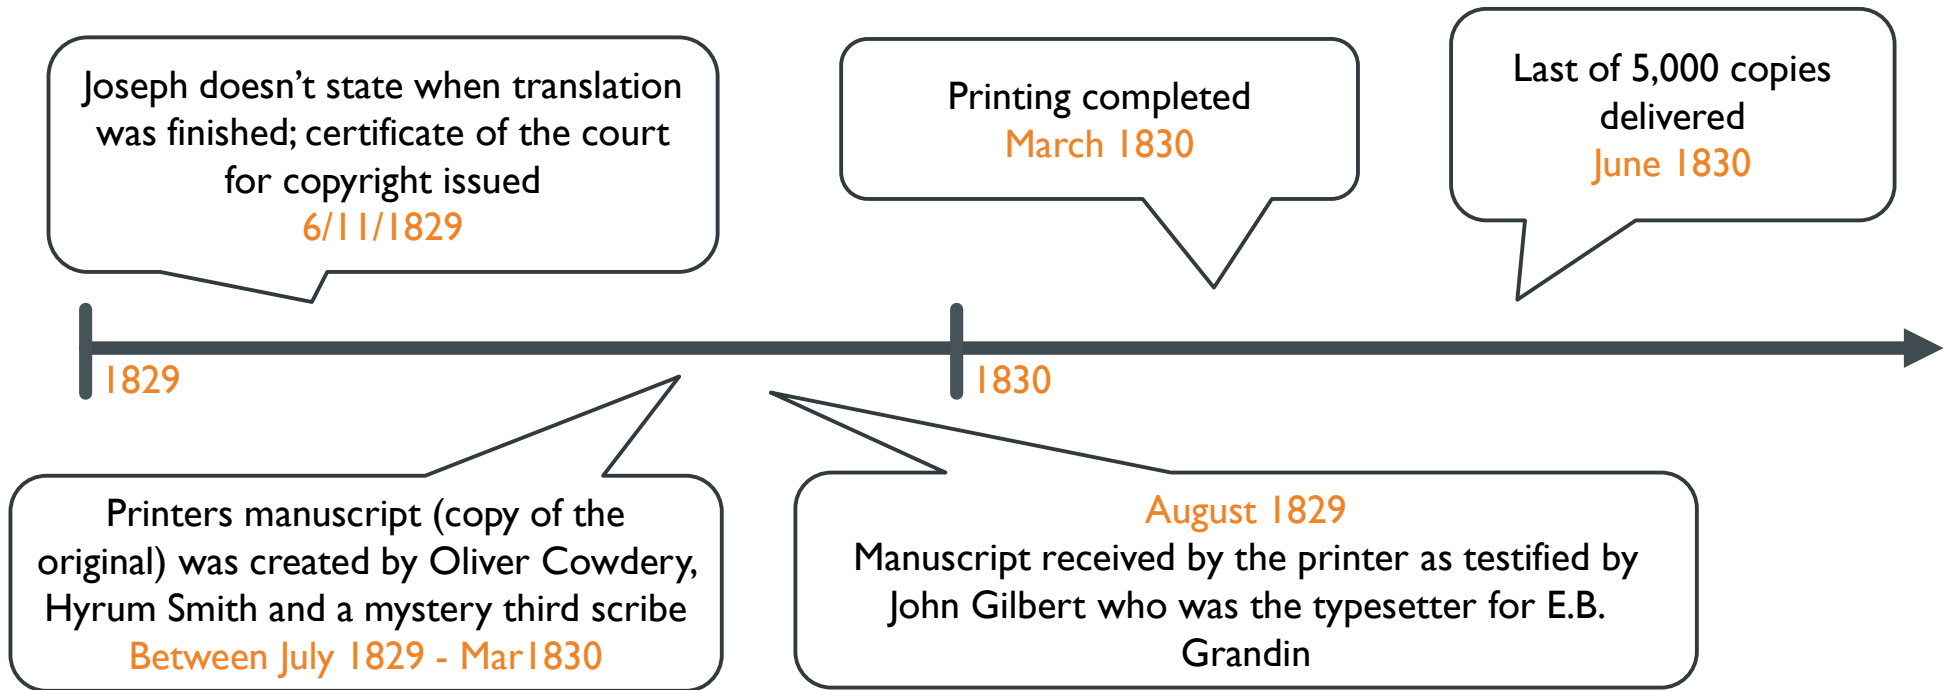 Joseph doesn't state when translation
was finished; certificate of the court
for copyright issued
6/11/1829
Printing completed
March 1830
Last of 5,000 copies
delivered
June 1830
1829
1830
Printers manuscript (copy of the
original) was created by Oliver Cowdery,
Hyrum Smith and a mystery third scribe
Between July 1829 - Mar1830
August 1829
Manuscript received by the printer as testified by
John Gilbert who was the typesetter for E.B.
Grandin